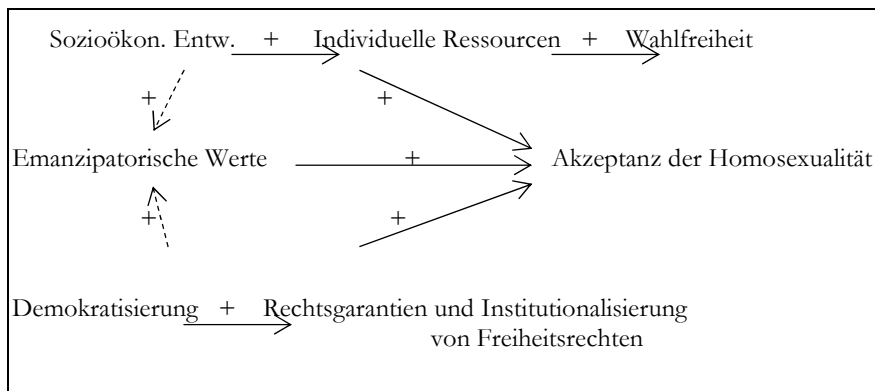 Sozioökon. Entw. + Individuelle Ressourcen + Wahlfreiheit
+ +
Emanzipatorische Werte + Akzeptanz der Homosexualität
+ +
Demokratisierung + Rechtsgarantien und Institutionalisierung
von Freiheitsrechten